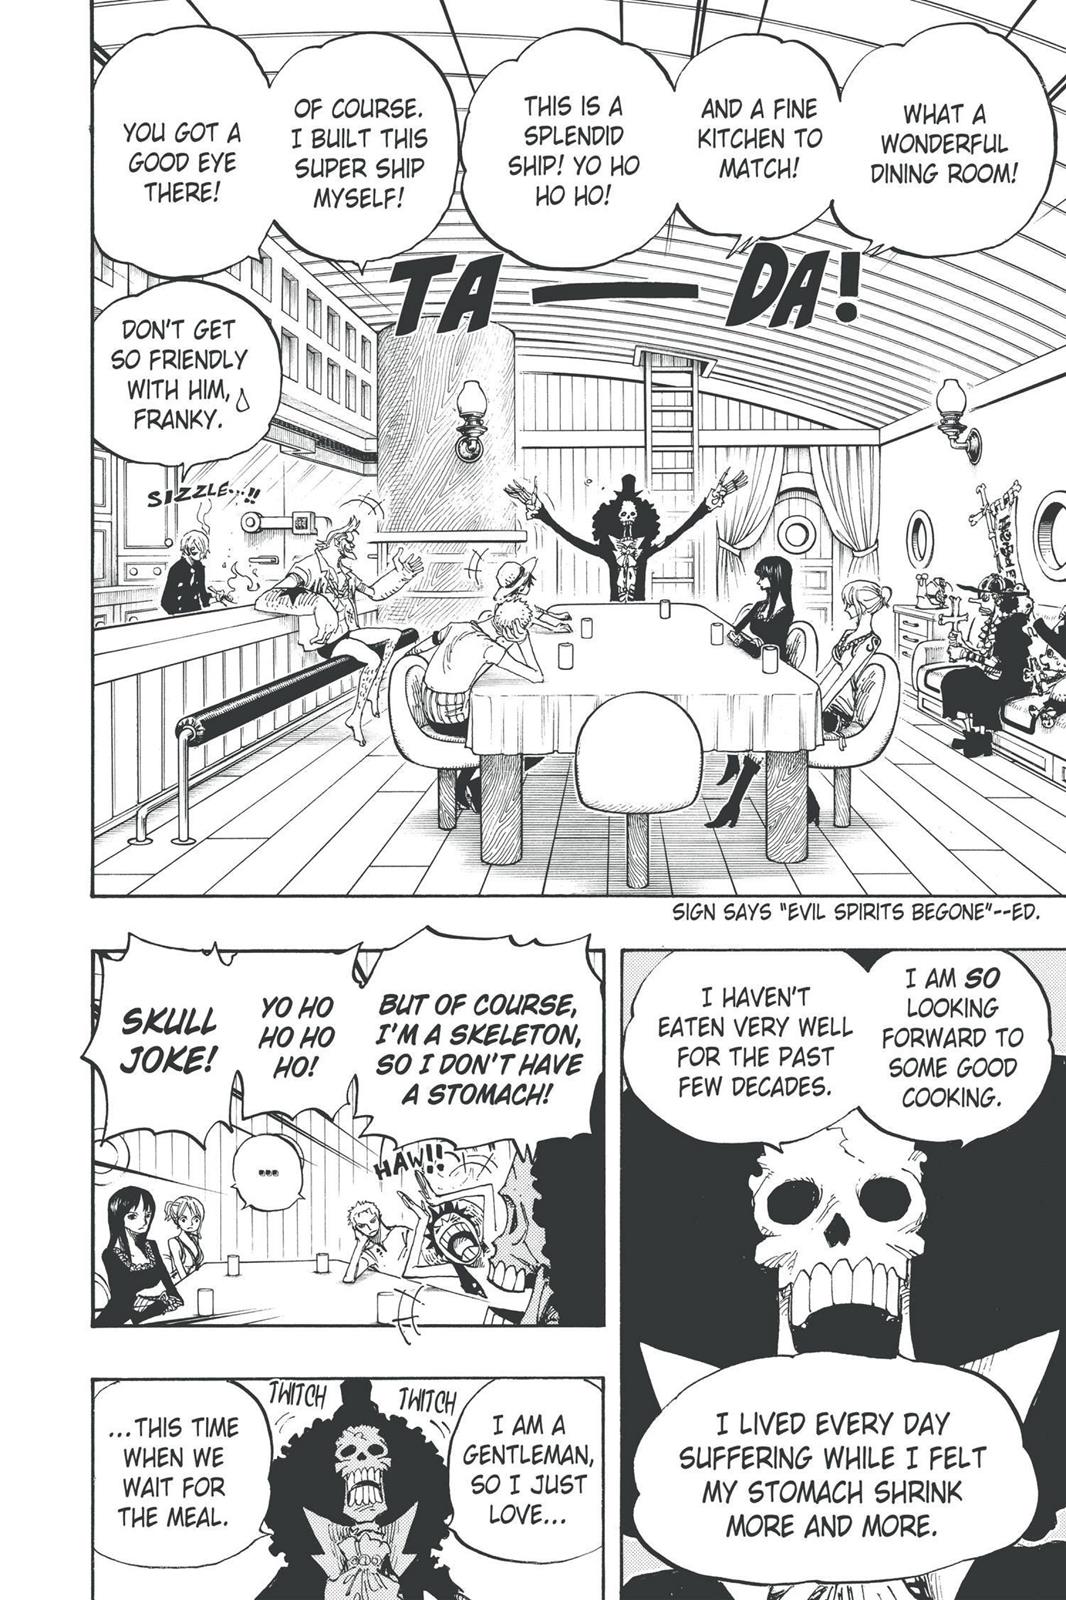 WHAT A
WONDERFUL
DINING ROOM!
AND A FINE
KITCHEN TO
MATCH!
THIS IS A
SPLENDID
SHIP! YO HO
HO HO!
OF COURSE.
I BUILT THIS
SUPER SHIP
MYSELF!
YOU GOT A
GOOD EYE
THERE!
TA — DA!
DON'T GET
SO FRIENDLY
WITH HIM,
FRANKY.
SIZZLE...!!
SIGN SAYS "EVIL SPIRITS BEGONE"--ED.
I AM SO
LOOKING
FORWARD TO
SOME GOOD
COOKING.
I HAVEN'T
EATEN VERY WELL
FOR THE PAST
FEW DECADES.
I LIVED EVERY DAY
SUFFERING WHILE I FELT
MY STOMACH SHRINK
MORE AND MORE.
BUT OF COURSE,
I'M A SKELETON,
SO I DON'T HAVE
A STOMACH!
YO HO
HO HO
HO!
SKULL
JOKE!
...
HAW!!
I AM A
GENTLEMAN,
SO I JUST
LOVE...
TWITCH
TWITCH
...THIS TIME
WHEN WE
WAIT FOR
THE MEAL.